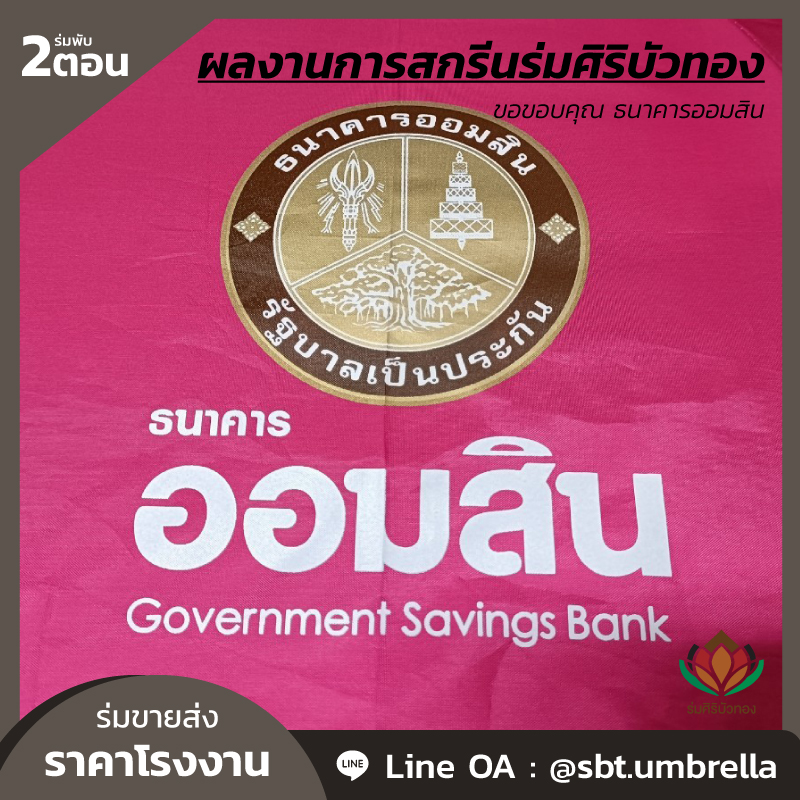 ร่มพับ
2ตอน
ผลงานการสกรีนร่มศิริบัวทอง
ขอขอบคุณ ธนาคารออมสิน
ธนาคารออมสิน
รัฐบาลเป็นประกัน
ธนาคาร
ออมสิน
Government Savings Bank
ร่มศิริบัวทอง
ร่มขายส่ง
ราคาโรงงาน
LINE
Line OA : @sbt.umbrella